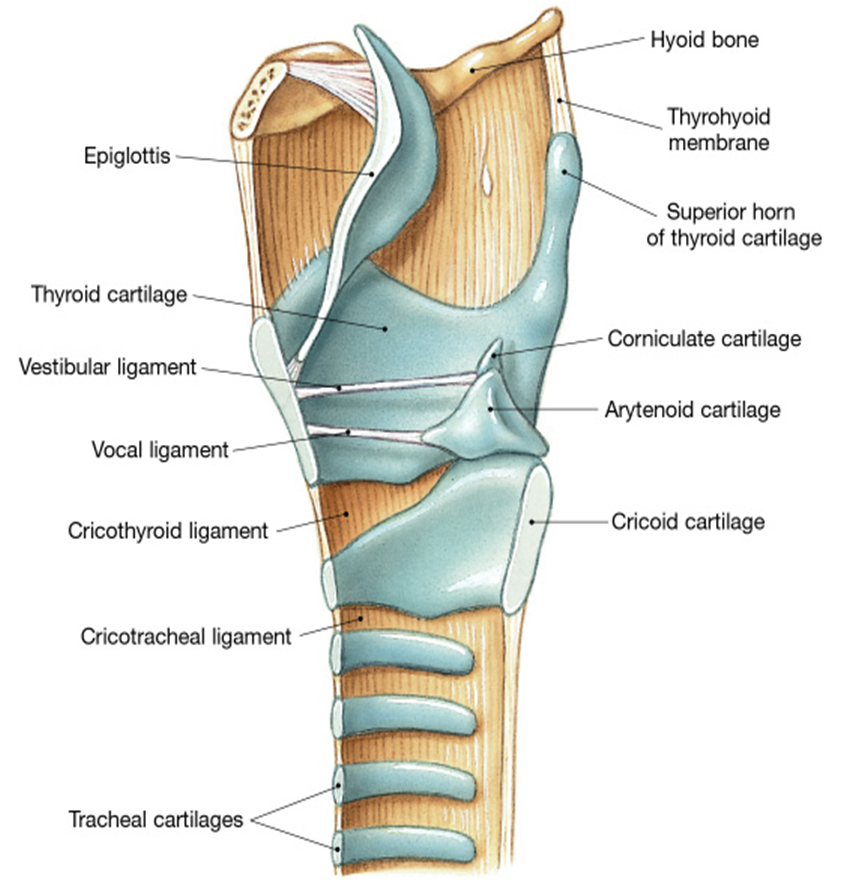 Hyoid bone
Thyrohyoid
membrane
Epiglottis
Superior horn
of thyroid cartilage
Thyroid cartilage
Corniculate cartilage
Vestibular ligament
Arytenoid cartilage
Vocal ligament
Cricoid cartilage
Cricothyroid ligament
Cricotracheal ligament
Tracheal cartilages